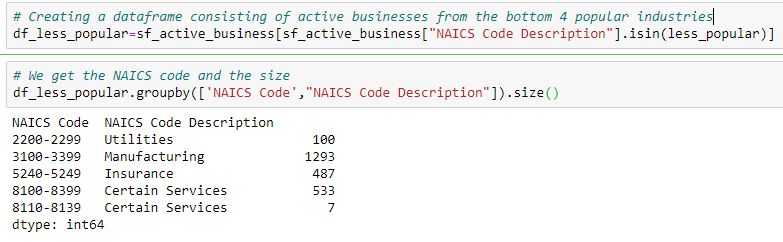 # Creating a dataframe consisting of active businesses from the bottom 4 popular industries
df_less_popular=sf_active_business[sf_active_business["NAICS Code Description"].isin(less_popular)]
# We get the NAICS code and the size
df_less_popular.groupby(['NAICS Code',"NAICS Code Description"]).size()
NAICS Code  NAICS Code Description
2200-2299   Utilities                  100
3100-3399   Manufacturing             1293
5240-5249   Insurance                  487
8100-8399   Certain Services           533
8110-8139   Certain Services             7
dtype: int64